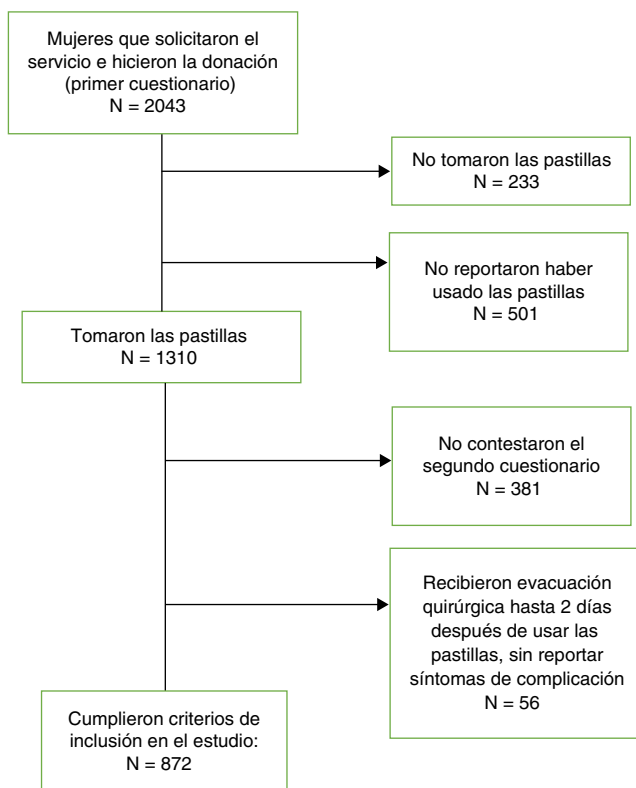 Mujeres que solicitaron el
servicio e hicieron la donación
(primer cuestionario)
N = 2043
No tomaron las pastillas
N = 233
No reportaron haber
usado las pastillas
N = 501
Tomaron las pastillas
N = 1310
No contestaron el
segundo cuestionario
N = 381
Recibieron evacuación
quirúrgica hasta 2 días
después de usar las
pastillas, sin reportar
síntomas de complicación
N = 56
Cumplieron criterios de
inclusión en el estudio:
N = 872